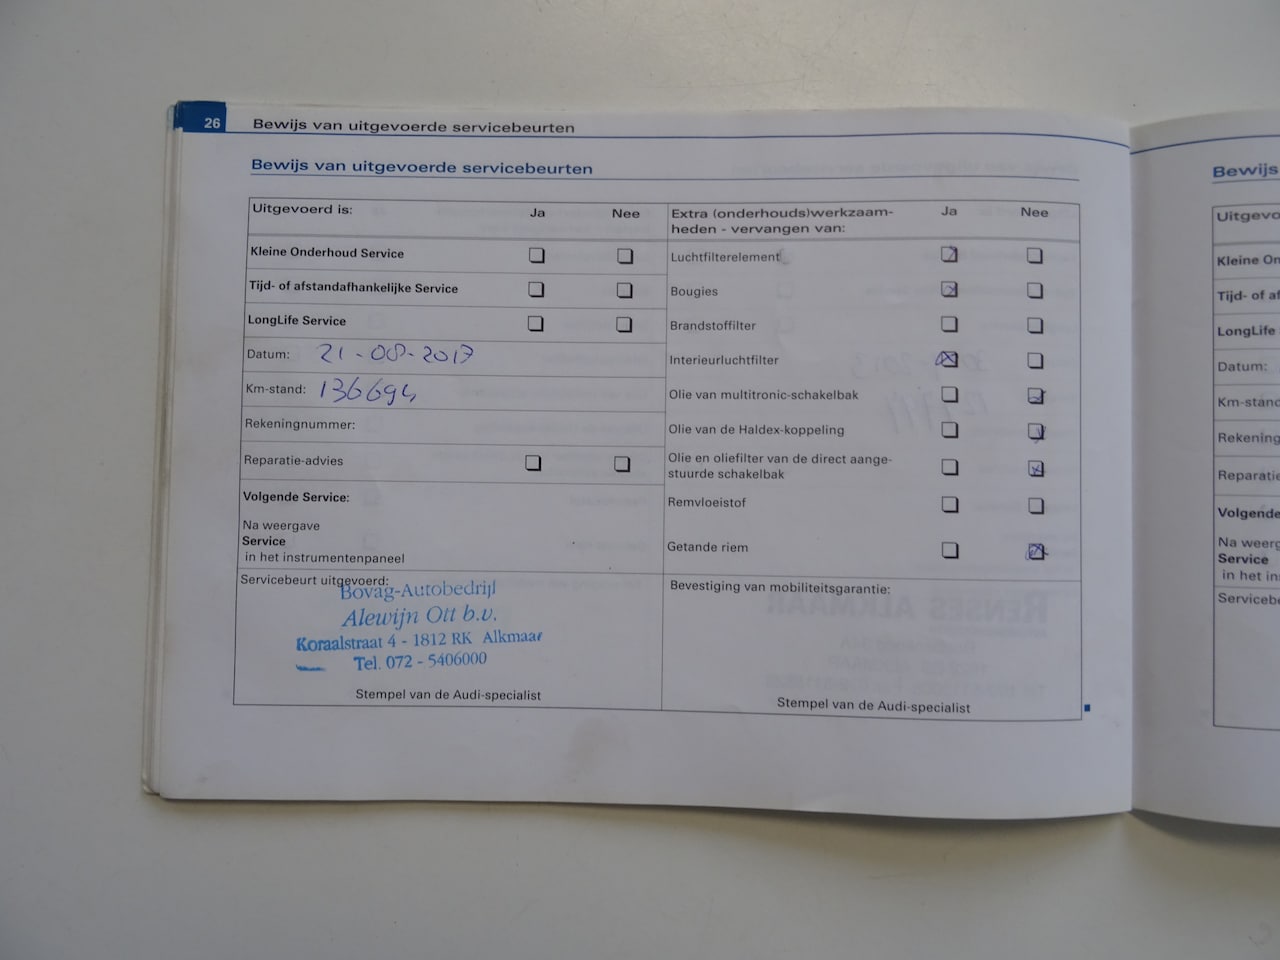 26 Bewijs van uitgevoerde servicebeurten
Bewijs van uitgevoerde servicebeurten
Uitgevoerd is: Ja Nee
Kleine Onderhoud Service
Tijd- of afstandafhankelijke Service
LongLife Service
Datum: 21-08-2017
Km-stand: 136694
Rekeningnummer:
Reparatie-advies
Volgende Service:
Na weergave
Service
in het instrumentenpaneel
Servicebeurt uitgevoerd:
Bovag-Autobedrijf
Alewijn Ott b.v.
Koraalstraat 4 - 1812 RK Alkmaar
Tel. 072 - 5406000
Stempel van de Audi-specialist
Extra (onderhouds)werkzaam- Ja Nee
heden - vervangen van:
Luchtfilterelement
Bougies
Brandstoffilter
Interieurluchtfilter
Olie van multitronic-schakelbak
Olie van de Haldex-koppeling
Olie en oliefilter van de direct aange-
stuurde schakelbak
Remvloeistof
Getande riem
Bevestiging van mobiliteitsgarantie:
RENSES ALKMAAR
Stempel van de Audi-specialist
Bewijs
Uitgevo
Kleine On
Tijd- of af
LongLife
Datum:
Km-stand
Rekening
Reparatie
Volgende
Na weerg
Service
in het in
Serviceb